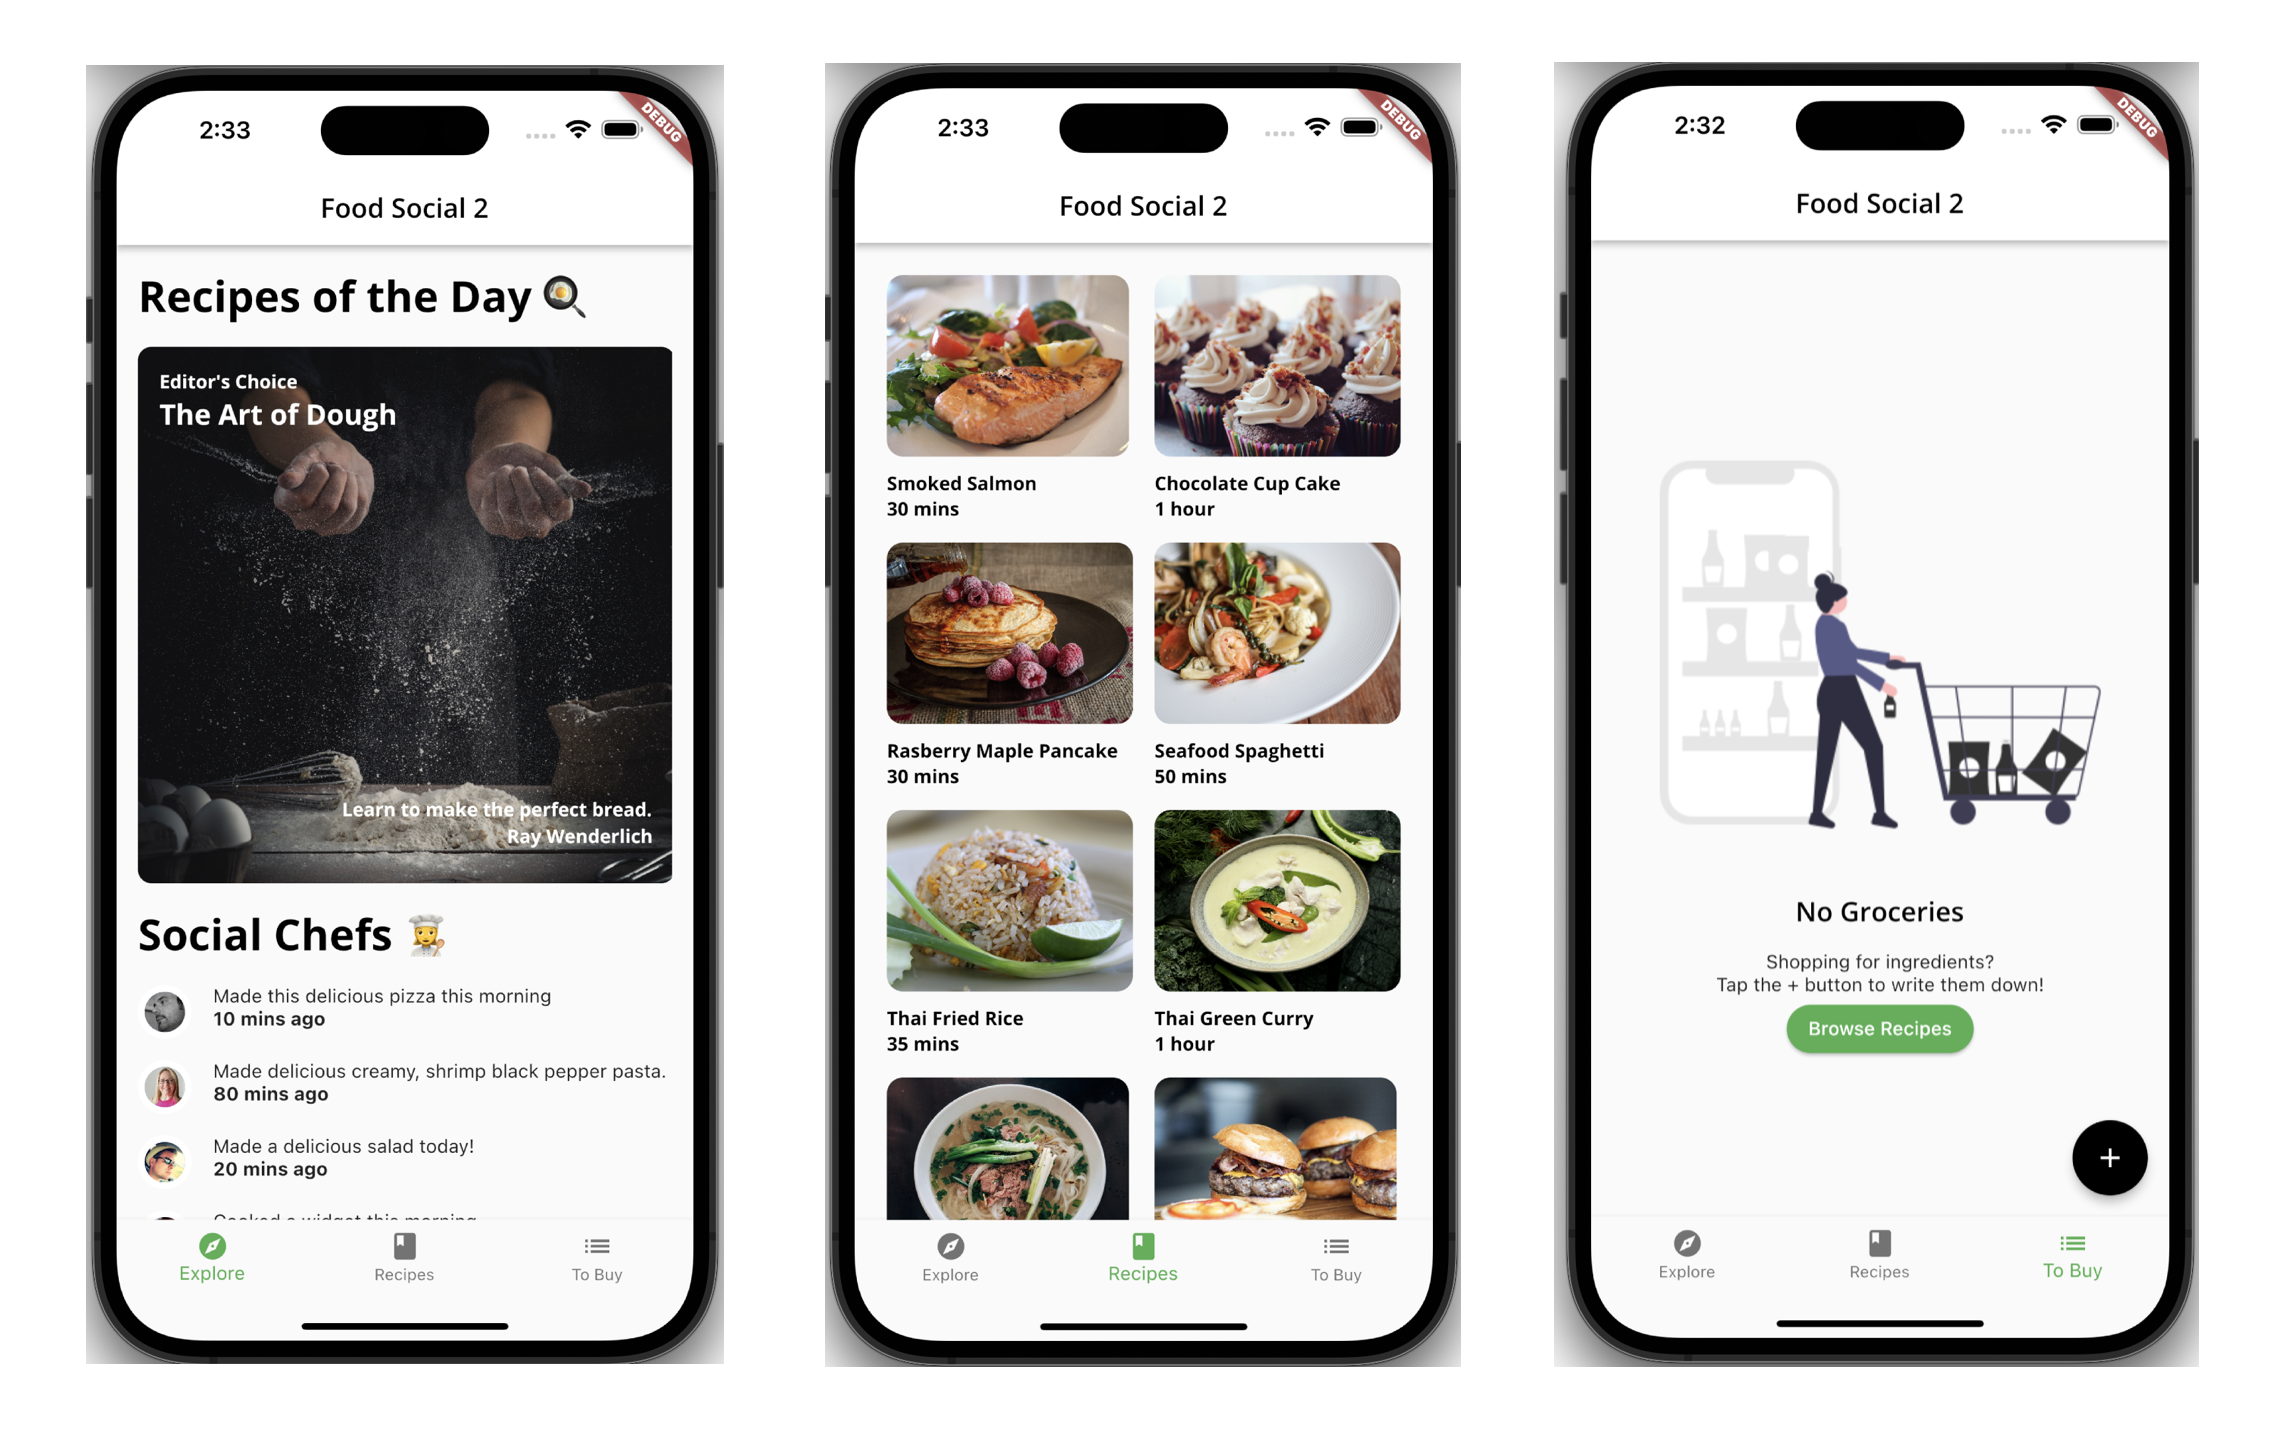 2:33
DEBUG
Food Social 2
Recipes of the Day
Editor's Choice
The Art of Dough
Learn to make the perfect bread.
Ray Wenderlich
Social Chefs
Made this delicious pizza this morning
10 mins ago
Made delicious creamy, shrimp black pepper pasta.
80 mins ago
Made a delicious salad today!
20 mins ago
Cooked a widget this morning
Explore
Recipes
To Buy
2:33
DEBUG
Food Social 2
Smoked Salmon
30 mins
Chocolate Cup Cake
1 hour
Rasberry Maple Pancake
30 mins
Seafood Spaghetti
50 mins
Thai Fried Rice
35 mins
Thai Green Curry
1 hour
Explore
Recipes
To Buy
2:32
DEBUG
Food Social 2
No Groceries
Shopping for ingredients?
Tap the + button to write them down!
Browse Recipes
+
Explore
Recipes
To Buy